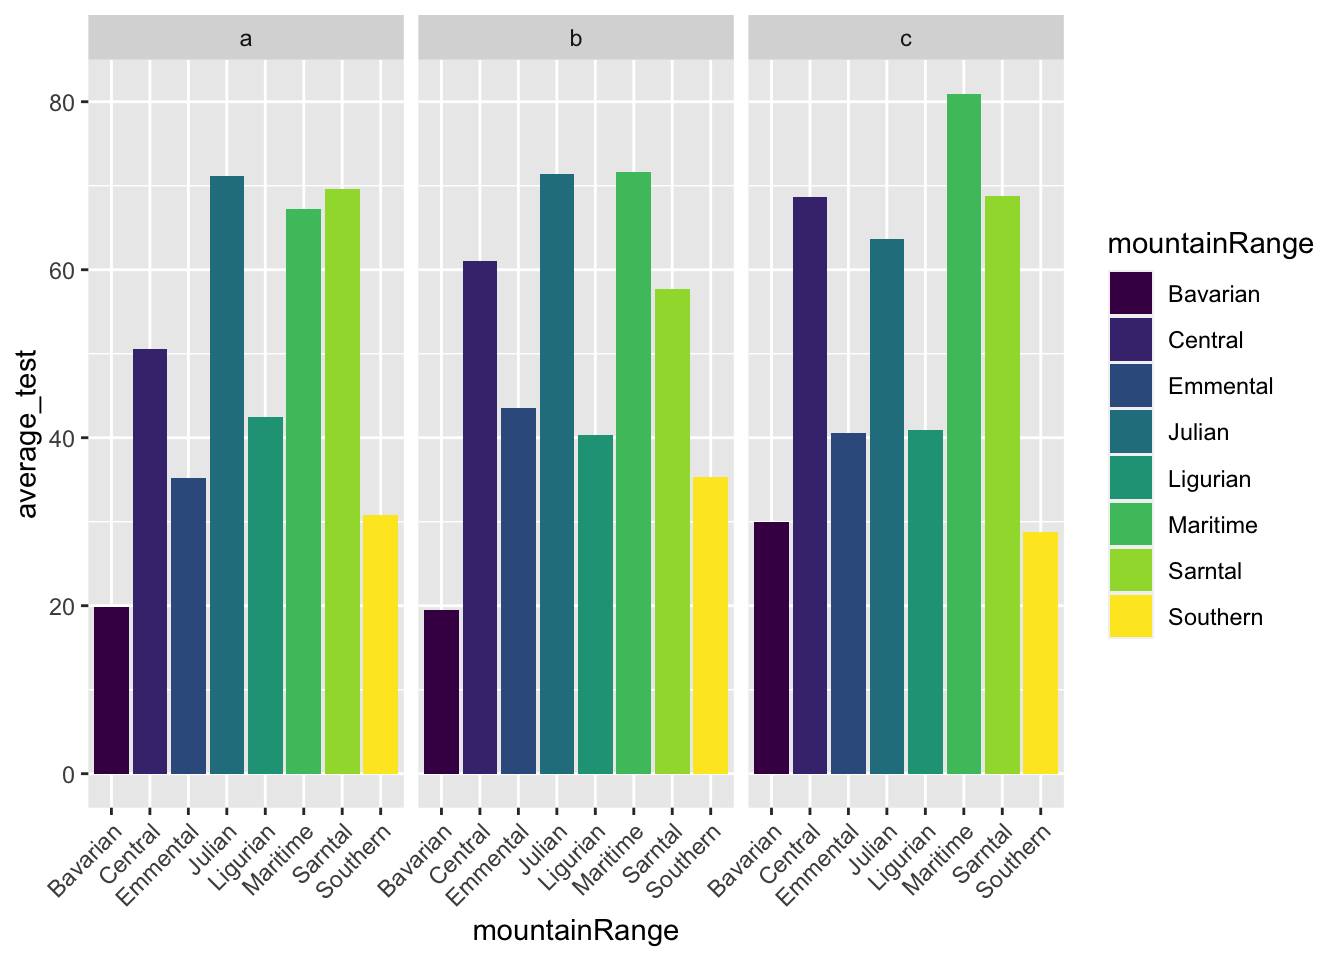 a b c
80
60
40
20
0
average_test
Bavarian Central Emmental Julian Ligurian Maritime Sarntal Southern
Bavarian Central Emmental Julian Ligurian Maritime Sarntal Southern
Bavarian Central Emmental Julian Ligurian Maritime Sarntal Southern
mountainRange
mountainRange
Bavarian
Central
Emmental
Julian
Ligurian
Maritime
Sarntal
Southern